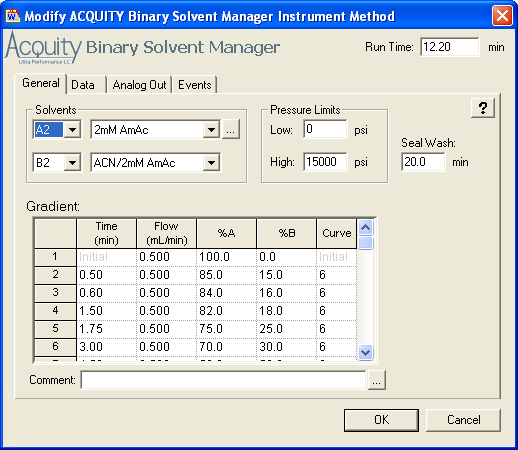 Modify ACQUITY Binary Solvent Manager Instrument Method
Acquity Binary Solvent Manager Run Time: 12.20 min
Ultra Performance LC
General Data Analog Out Events
Solvents Pressure Limits ?
A2 2mM AmAc ... Low: 0 psi
Seal Wash:
B2 ACN/2mM AmAc High: 15000 psi 20.0 min
Gradient:
Time (min) Flow (mL/min) %A %B Curve
1 Initial 0.500 100.0 0.0 Initial
2 0.50 0.500 85.0 15.0 6
3 0.60 0.500 84.0 16.0 6
4 1.50 0.500 82.0 18.0 6
5 1.75 0.500 75.0 25.0 6
6 3.00 0.500 70.0 30.0 6
Comment: ...
OK Cancel